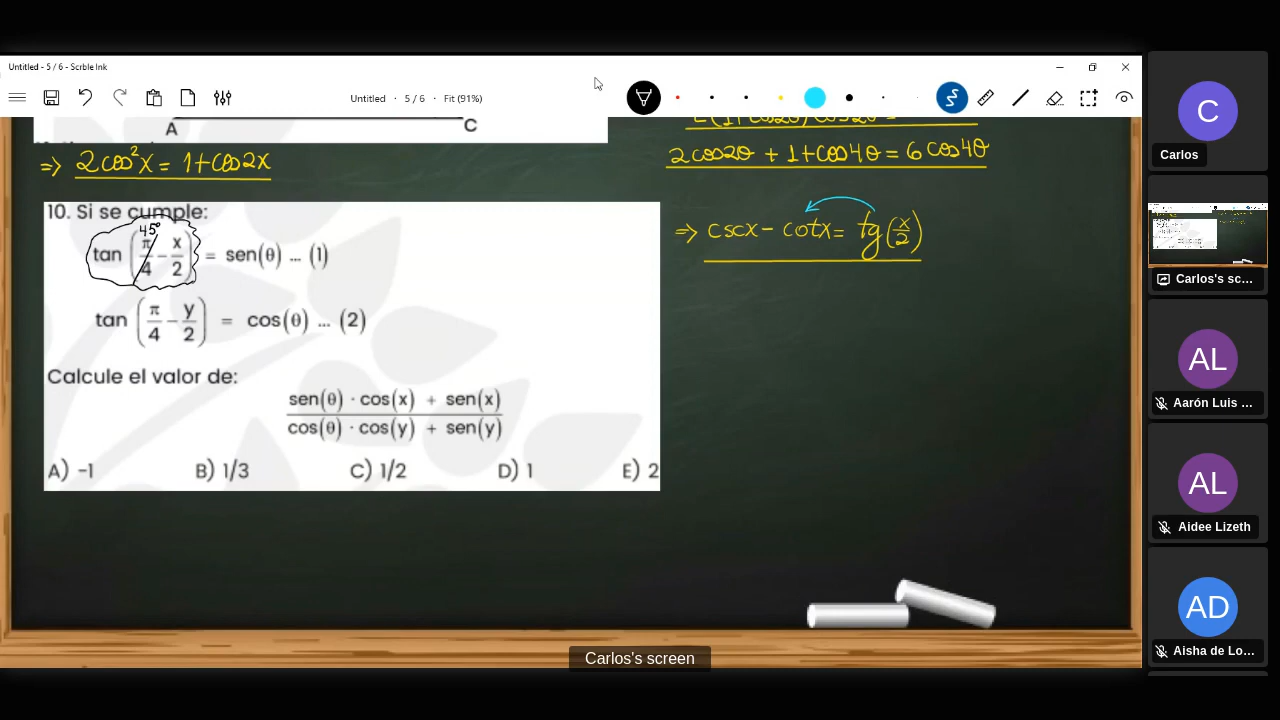 Untitled - 5 / 6 - Scrble Ink
Untitled · 5 / 6 · Fit (91%)
A C
⇒ 2cos²x = 1+cos2x
2cos2θ + 1+cos4θ = 6cos4θ
10. Si se cumple:
45°
tan (π/4 − x/2) = sen(θ) ... (1)
tan (π/4 − y/2) = cos(θ) ... (2)
Calcule el valor de:
sen(θ) · cos(x) + sen(x)
cos(θ) · cos(y) + sen(y)
A) -1 B) 1/3 C) 1/2 D) 1 E) 2
⇒ cscx − cotx = tg(x/2)
C
Carlos
Carlos's sc...
AL
Aarón Luis ...
AL
Aidee Lizeth
AD
Aisha de Lo...
Carlos's screen